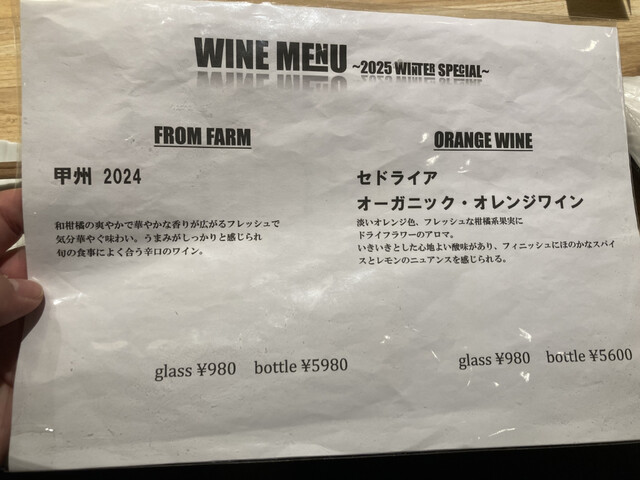 WINE MENU ~2025 WINTER SPECIAL~
FROM FARM
甲州 2024
和柑橘の爽やかで華やかな香りが広がるフレッシュで
気分華やぐ味わい。うまみがしっかりと感じられ
旬の食事によく合う辛口のワイン。
glass ¥980 bottle ¥5980
ORANGE WINE
セドライア
オーガニック・オレンジワイン
淡いオレンジ色、フレッシュな柑橘系果実に
ドライフラワーのアロマ。
いきいきとした心地よい酸味があり、フィニッシュにほのかなスパイ
スとレモンのニュアンスを感じられる。
glass ¥980 bottle ¥5600